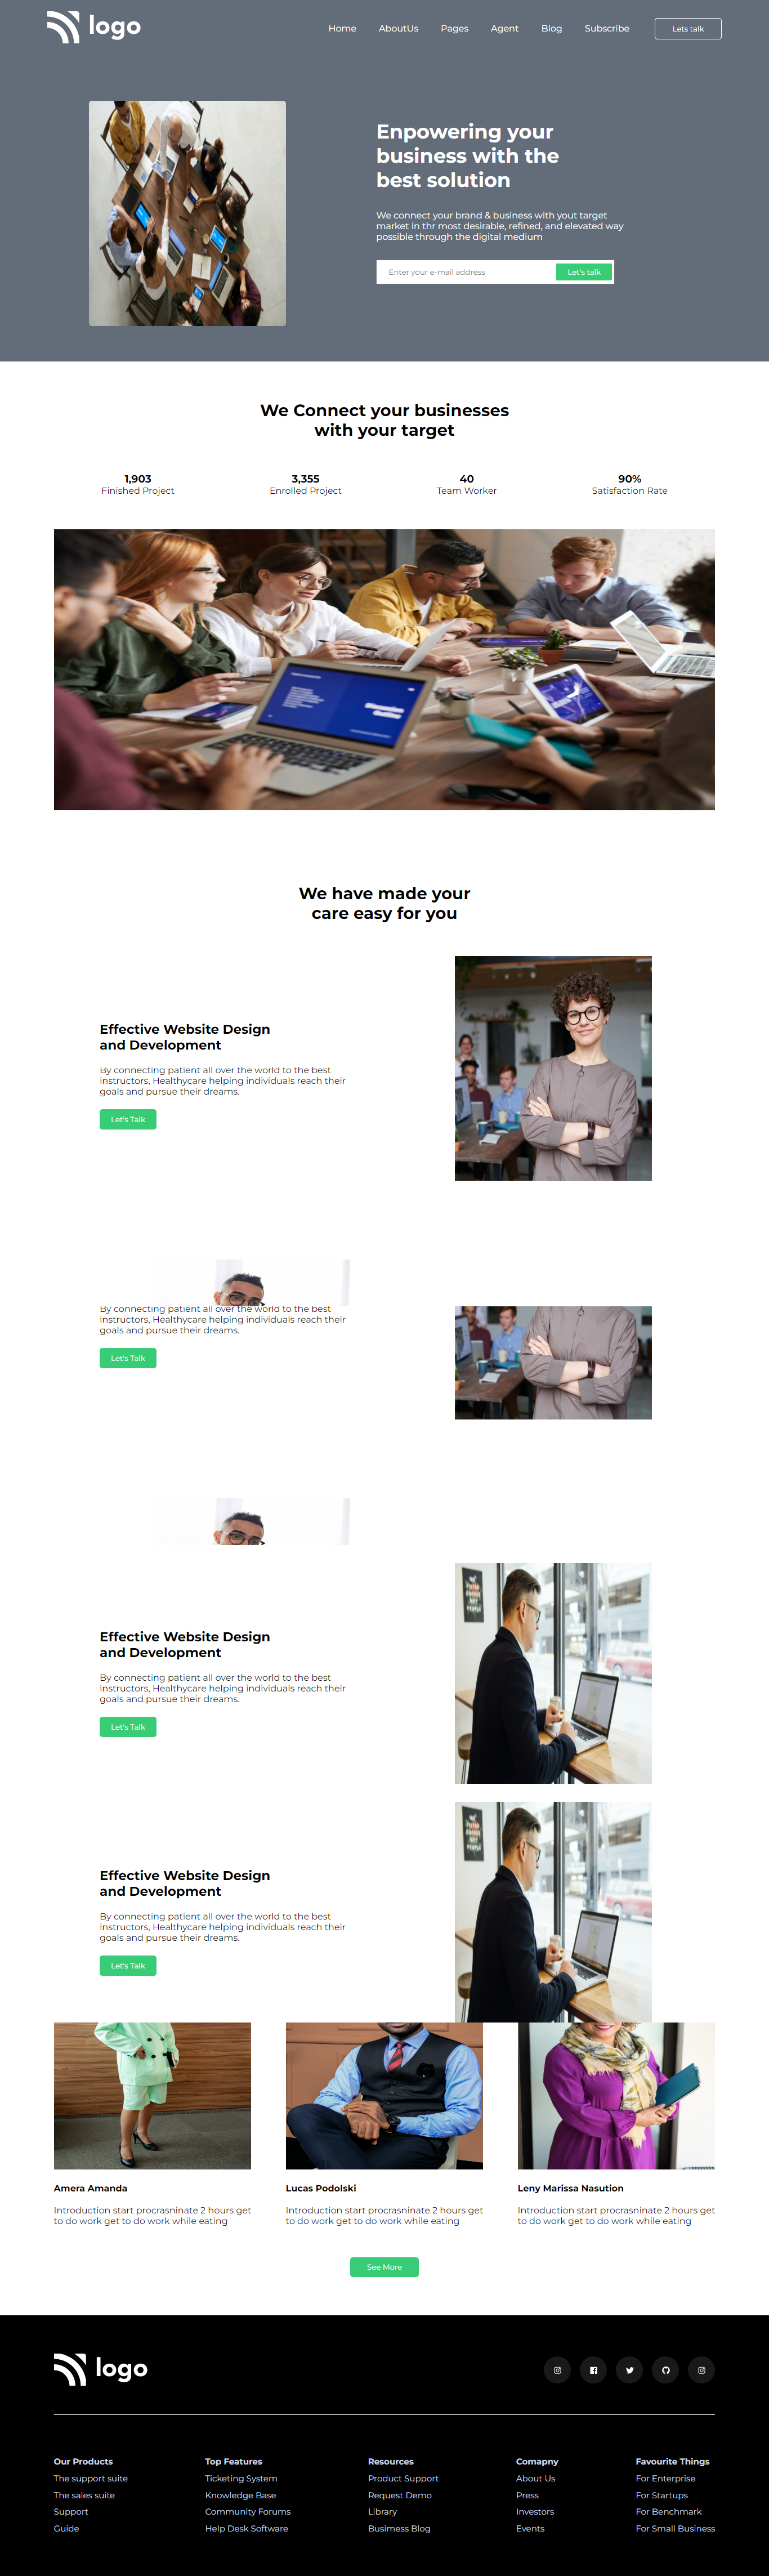 logo
Home AboutUs Pages Agent Blog Subscribe Lets talk
Enpowering your
business with the
best solution
We connect your brand & business with yout target
market in thr most desirable, refined, and elevated way
possible through the digital medium
Enter your e-mail address Let's talk
We Connect your businesses
with your target
1,903 3,355 40 90%
Finished Project Enrolled Project Team Worker Satisfaction Rate
We have made your
care easy for you
Effective Website Design
and Development
By connecting patient all over the world to the best
instructors, Healthycare helping individuals reach their
goals and pursue their dreams.
Let's Talk
By connecting patient all over the world to the best
instructors, Healthycare helping individuals reach their
goals and pursue their dreams.
Let's Talk
Effective Website Design
and Development
By connecting patient all over the world to the best
instructors, Healthycare helping individuals reach their
goals and pursue their dreams.
Let's Talk
Effective Website Design
and Development
By connecting patient all over the world to the best
instructors, Healthycare helping individuals reach their
goals and pursue their dreams.
Let's Talk
Amera Amanda
Introduction start procrasninate 2 hours get
to do work get to do work while eating
Lucas Podolski
Introduction start procrasninate 2 hours get
to do work get to do work while eating
Leny Marissa Nasution
Introduction start procrasninate 2 hours get
to do work get to do work while eating
See More
logo
Our Products
The support suite
The sales suite
Support
Guide
Top Features
Ticketing System
Knowledge Base
Community Forums
Help Desk Software
Resources
Product Support
Request Demo
Library
Busimess Blog
Comapny
About Us
Press
Investors
Events
Favourite Things
For Enterprise
For Startups
For Benchmark
For Small Business